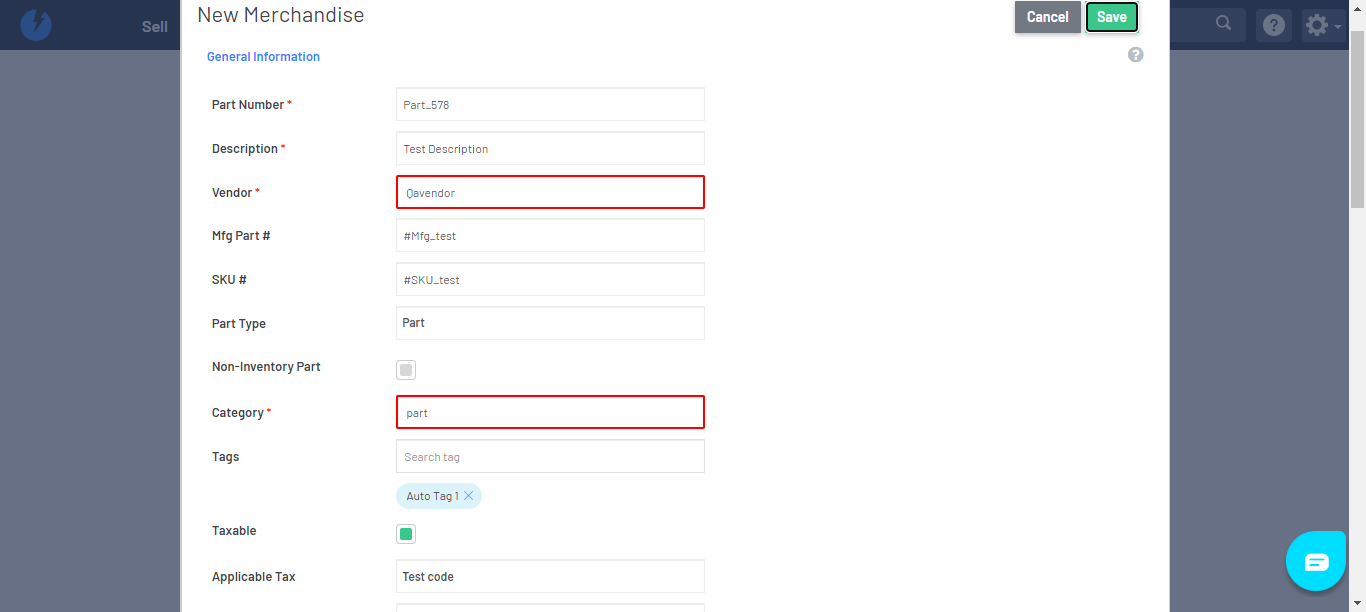 Sell
New Merchandise
Cancel
Save
?
General Information
?
Part Number *
Part_578
Description *
Test Description
Vendor *
Qavendor
Mfg Part #
#Mfg_test
SKU #
#SKU_test
Part Type
Part
Non-Inventory Part
Category *
part
Tags
Search tag
Auto Tag 1
Taxable
Applicable Tax
Test code